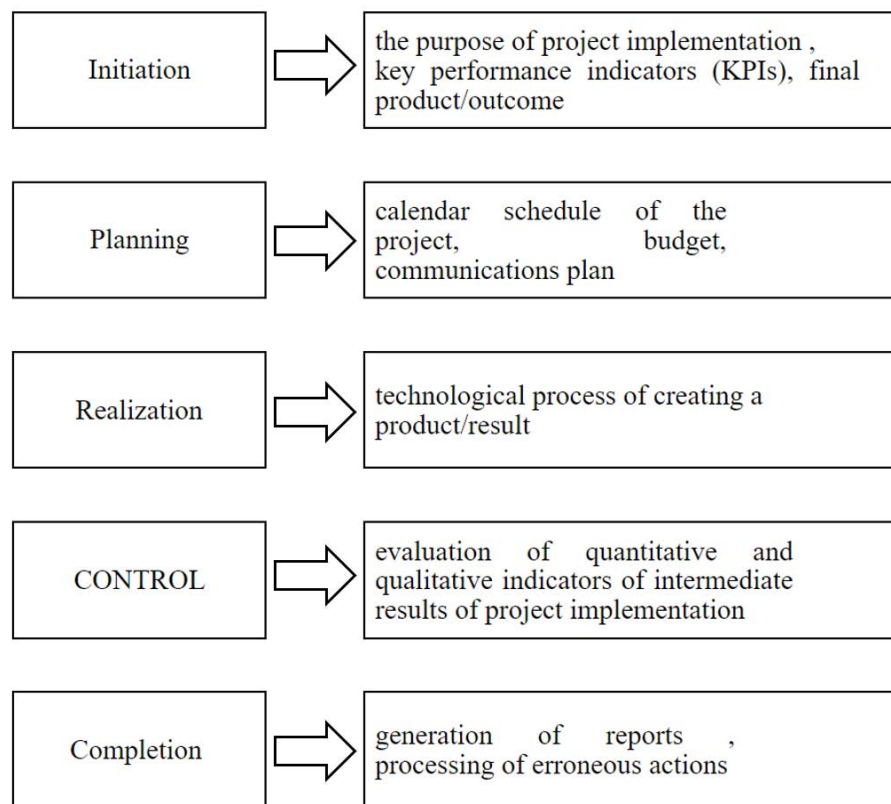 Initiation
the purpose of project implementation ,
key performance indicators (KPIs), final
product/outcome
Planning
calendar schedule of the
project, budget,
communications plan
Realization
technological process of creating a
product/result
CONTROL
evaluation of quantitative and
qualitative indicators of intermediate
results of project implementation
Completion
generation of reports ,
processing of erroneous actions